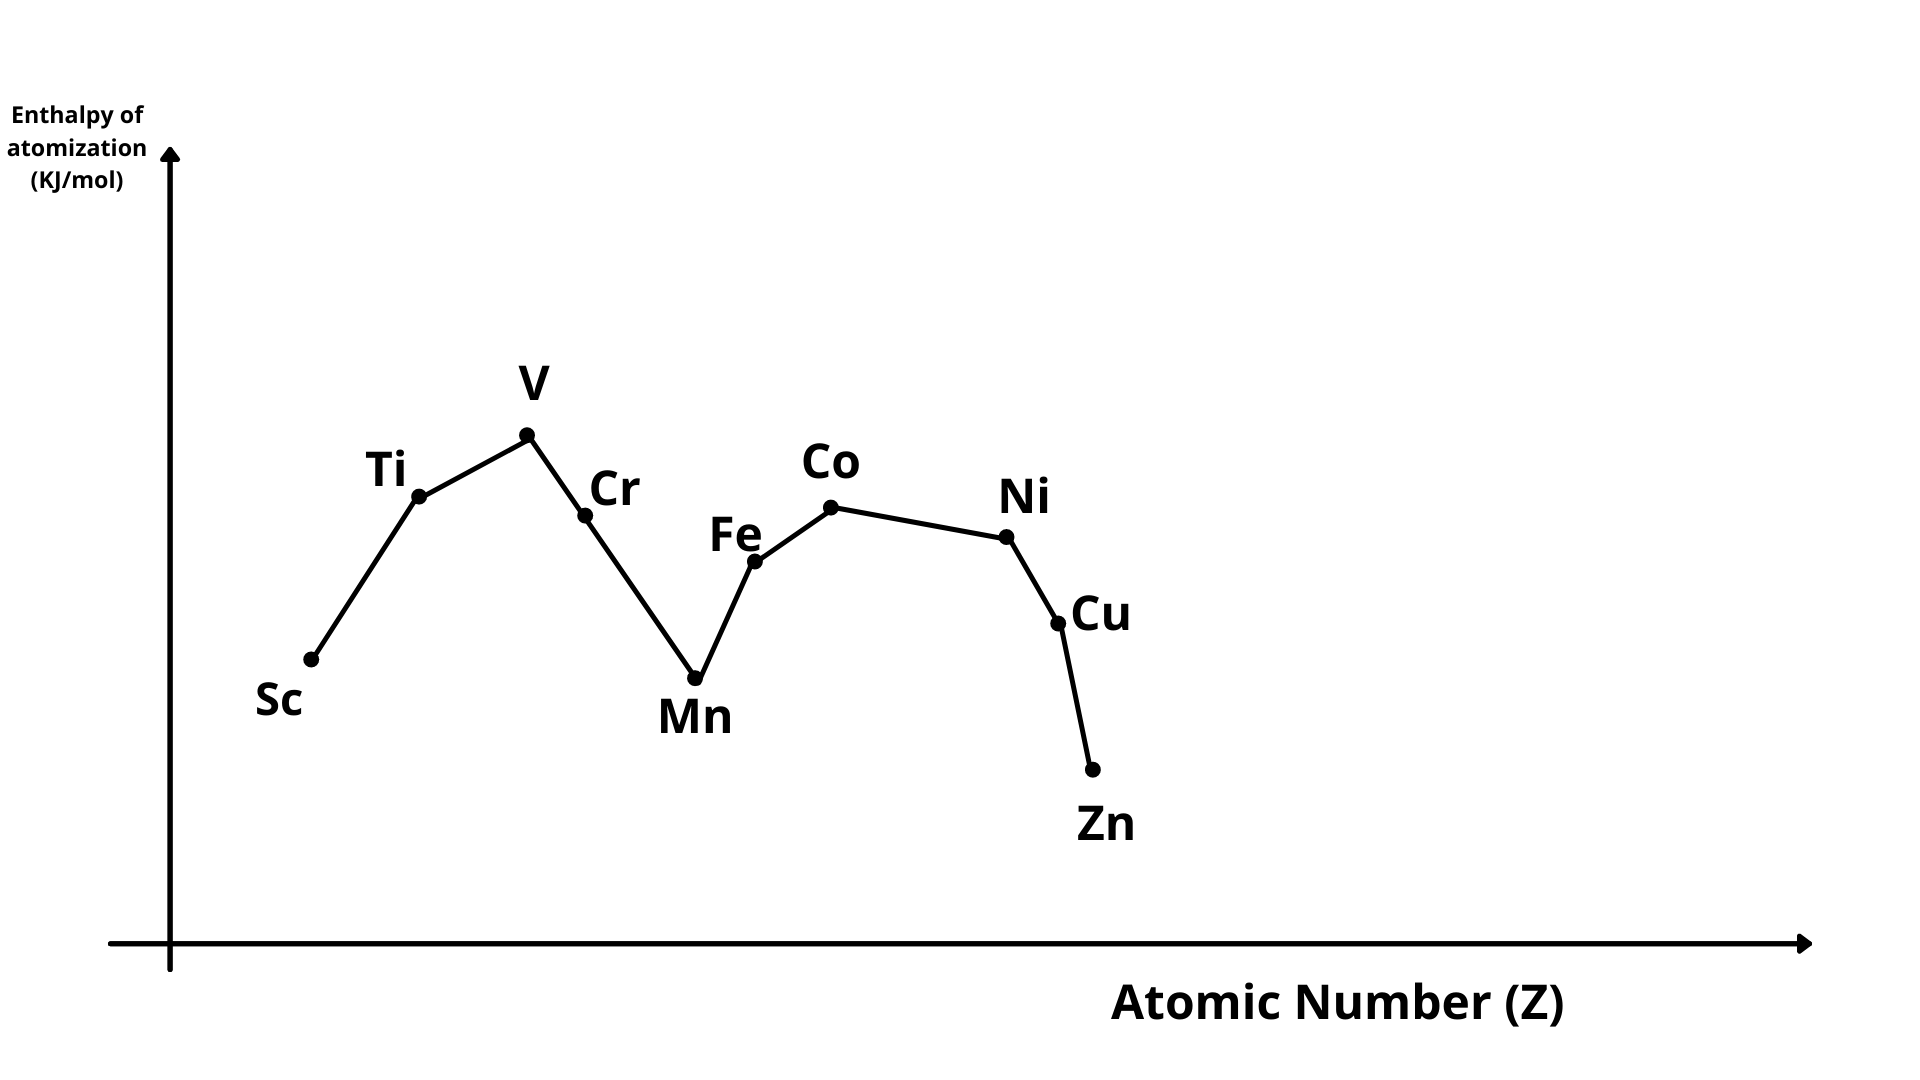 Enthalpy of
atomization
(KJ/mol)
V
Ti
Cr
Co
Ni
Fe
Cu
Sc
Mn
Zn
Atomic Number (Z)